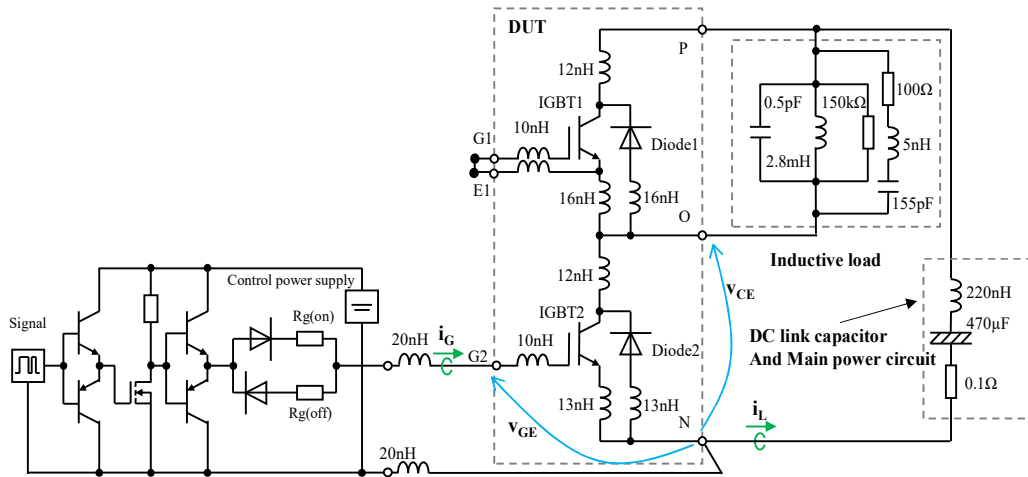 DUT
P
12nH
IGBT1
10nH
G1
E1
Diode1
16nH
16nH
O
0.5pF
150kΩ
100Ω
5nH
2.8mH
155pF
Inductive load
12nH
IGBT2
10nH
G2
Diode2
13nH
13nH
N
vCE
vGE
iG
iL
20nH
20nH
Control power supply
Rg(on)
Rg(off)
Signal
DC link capacitor
And Main power circuit
220nH
470µF
0.1Ω